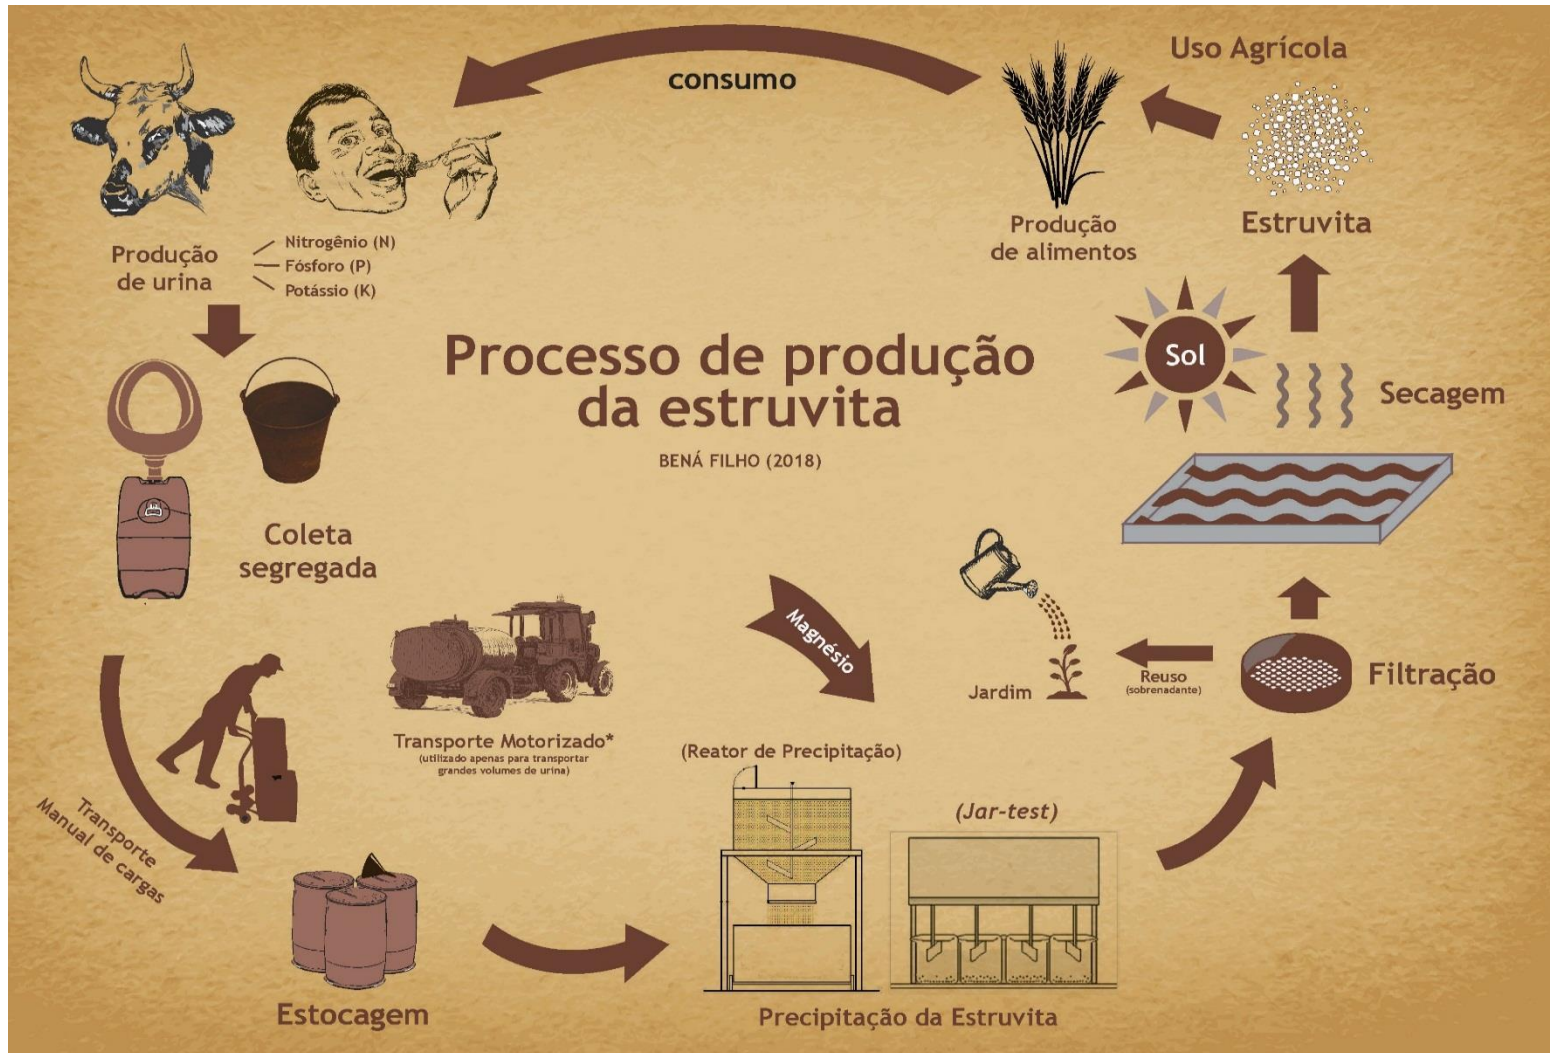 Uso Agrícola
consumo
Estruvita
Produção
de alimentos
Produção
de urina
Nitrogênio (N)
Fósforo (P)
Potássio (K)
Processo de produção
da estruvita
BENÁ FILHO (2018)
Sol
Secagem
Coleta
segregada
Magnésio
Jardim
Reuso
(sobrenadante)
Filtração
Transporte Motorizado*
(utilizado apenas para transportar
grandes volumes de urina)
Transporte
Manual de cargas
(Reator de Precipitação)
(Jar-test)
Estocagem
Precipitação da Estruvita